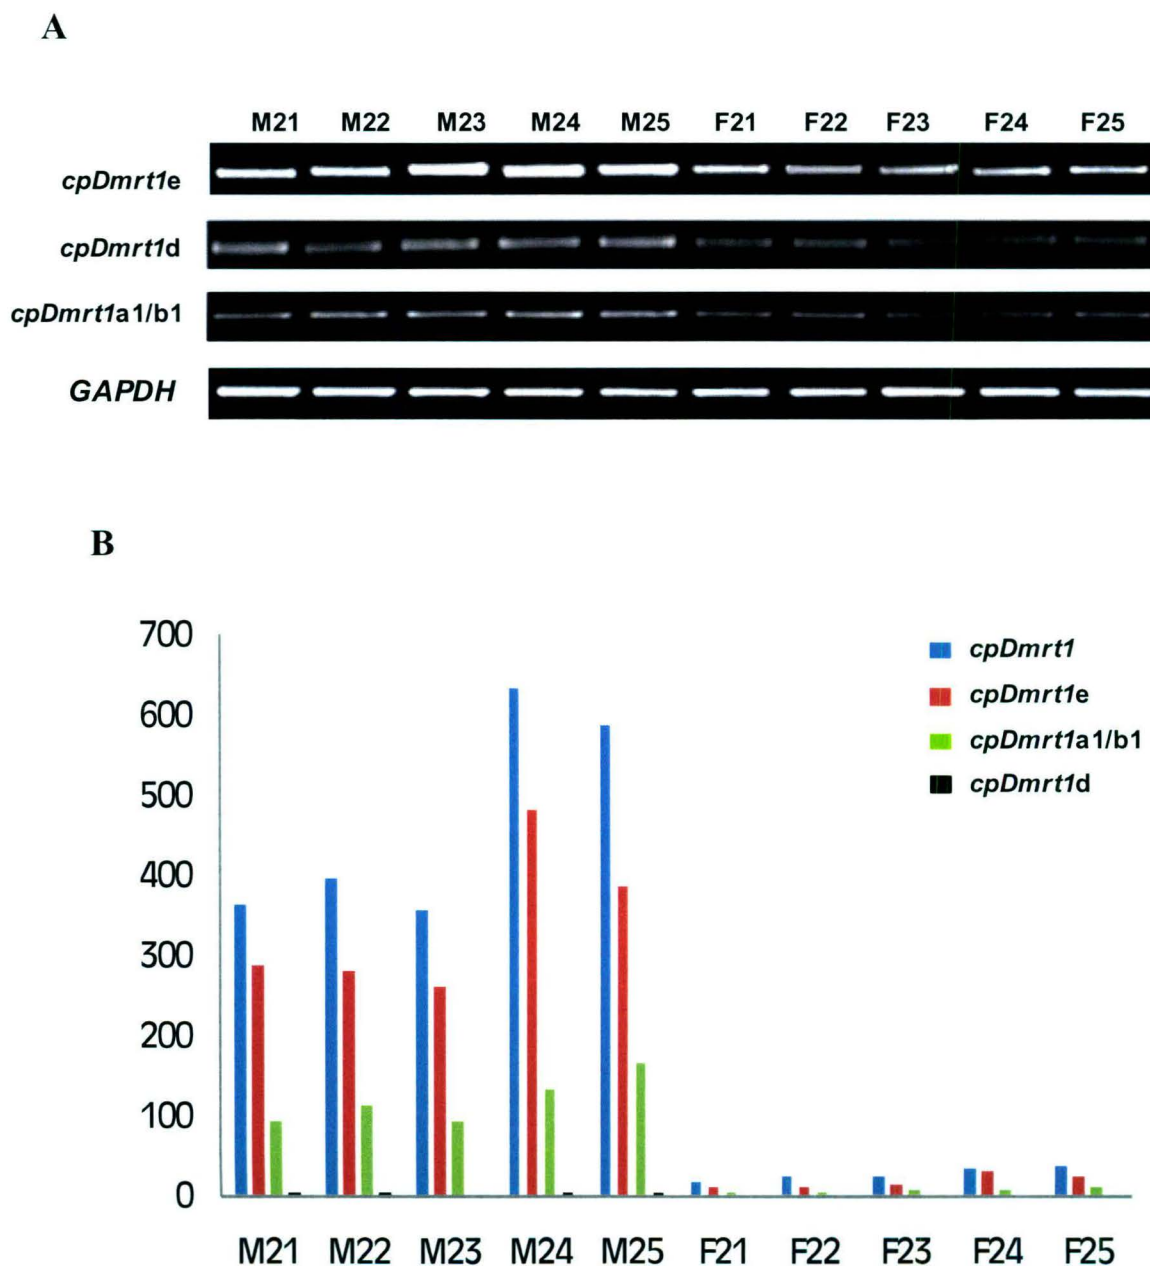 A
M21 M22 M23 M24 M25 F21 F22 F23 F24 F25
cpDmrt1e
cpDmrt1d
cpDmrt1a1/b1
GAPDH
B
700
600
500
400
300
200
100
0
cpDmrt1
cpDmrt1e
cpDmrt1a1/b1
cpDmrt1d
M21 M22 M23 M24 M25 F21 F22 F23 F24 F25